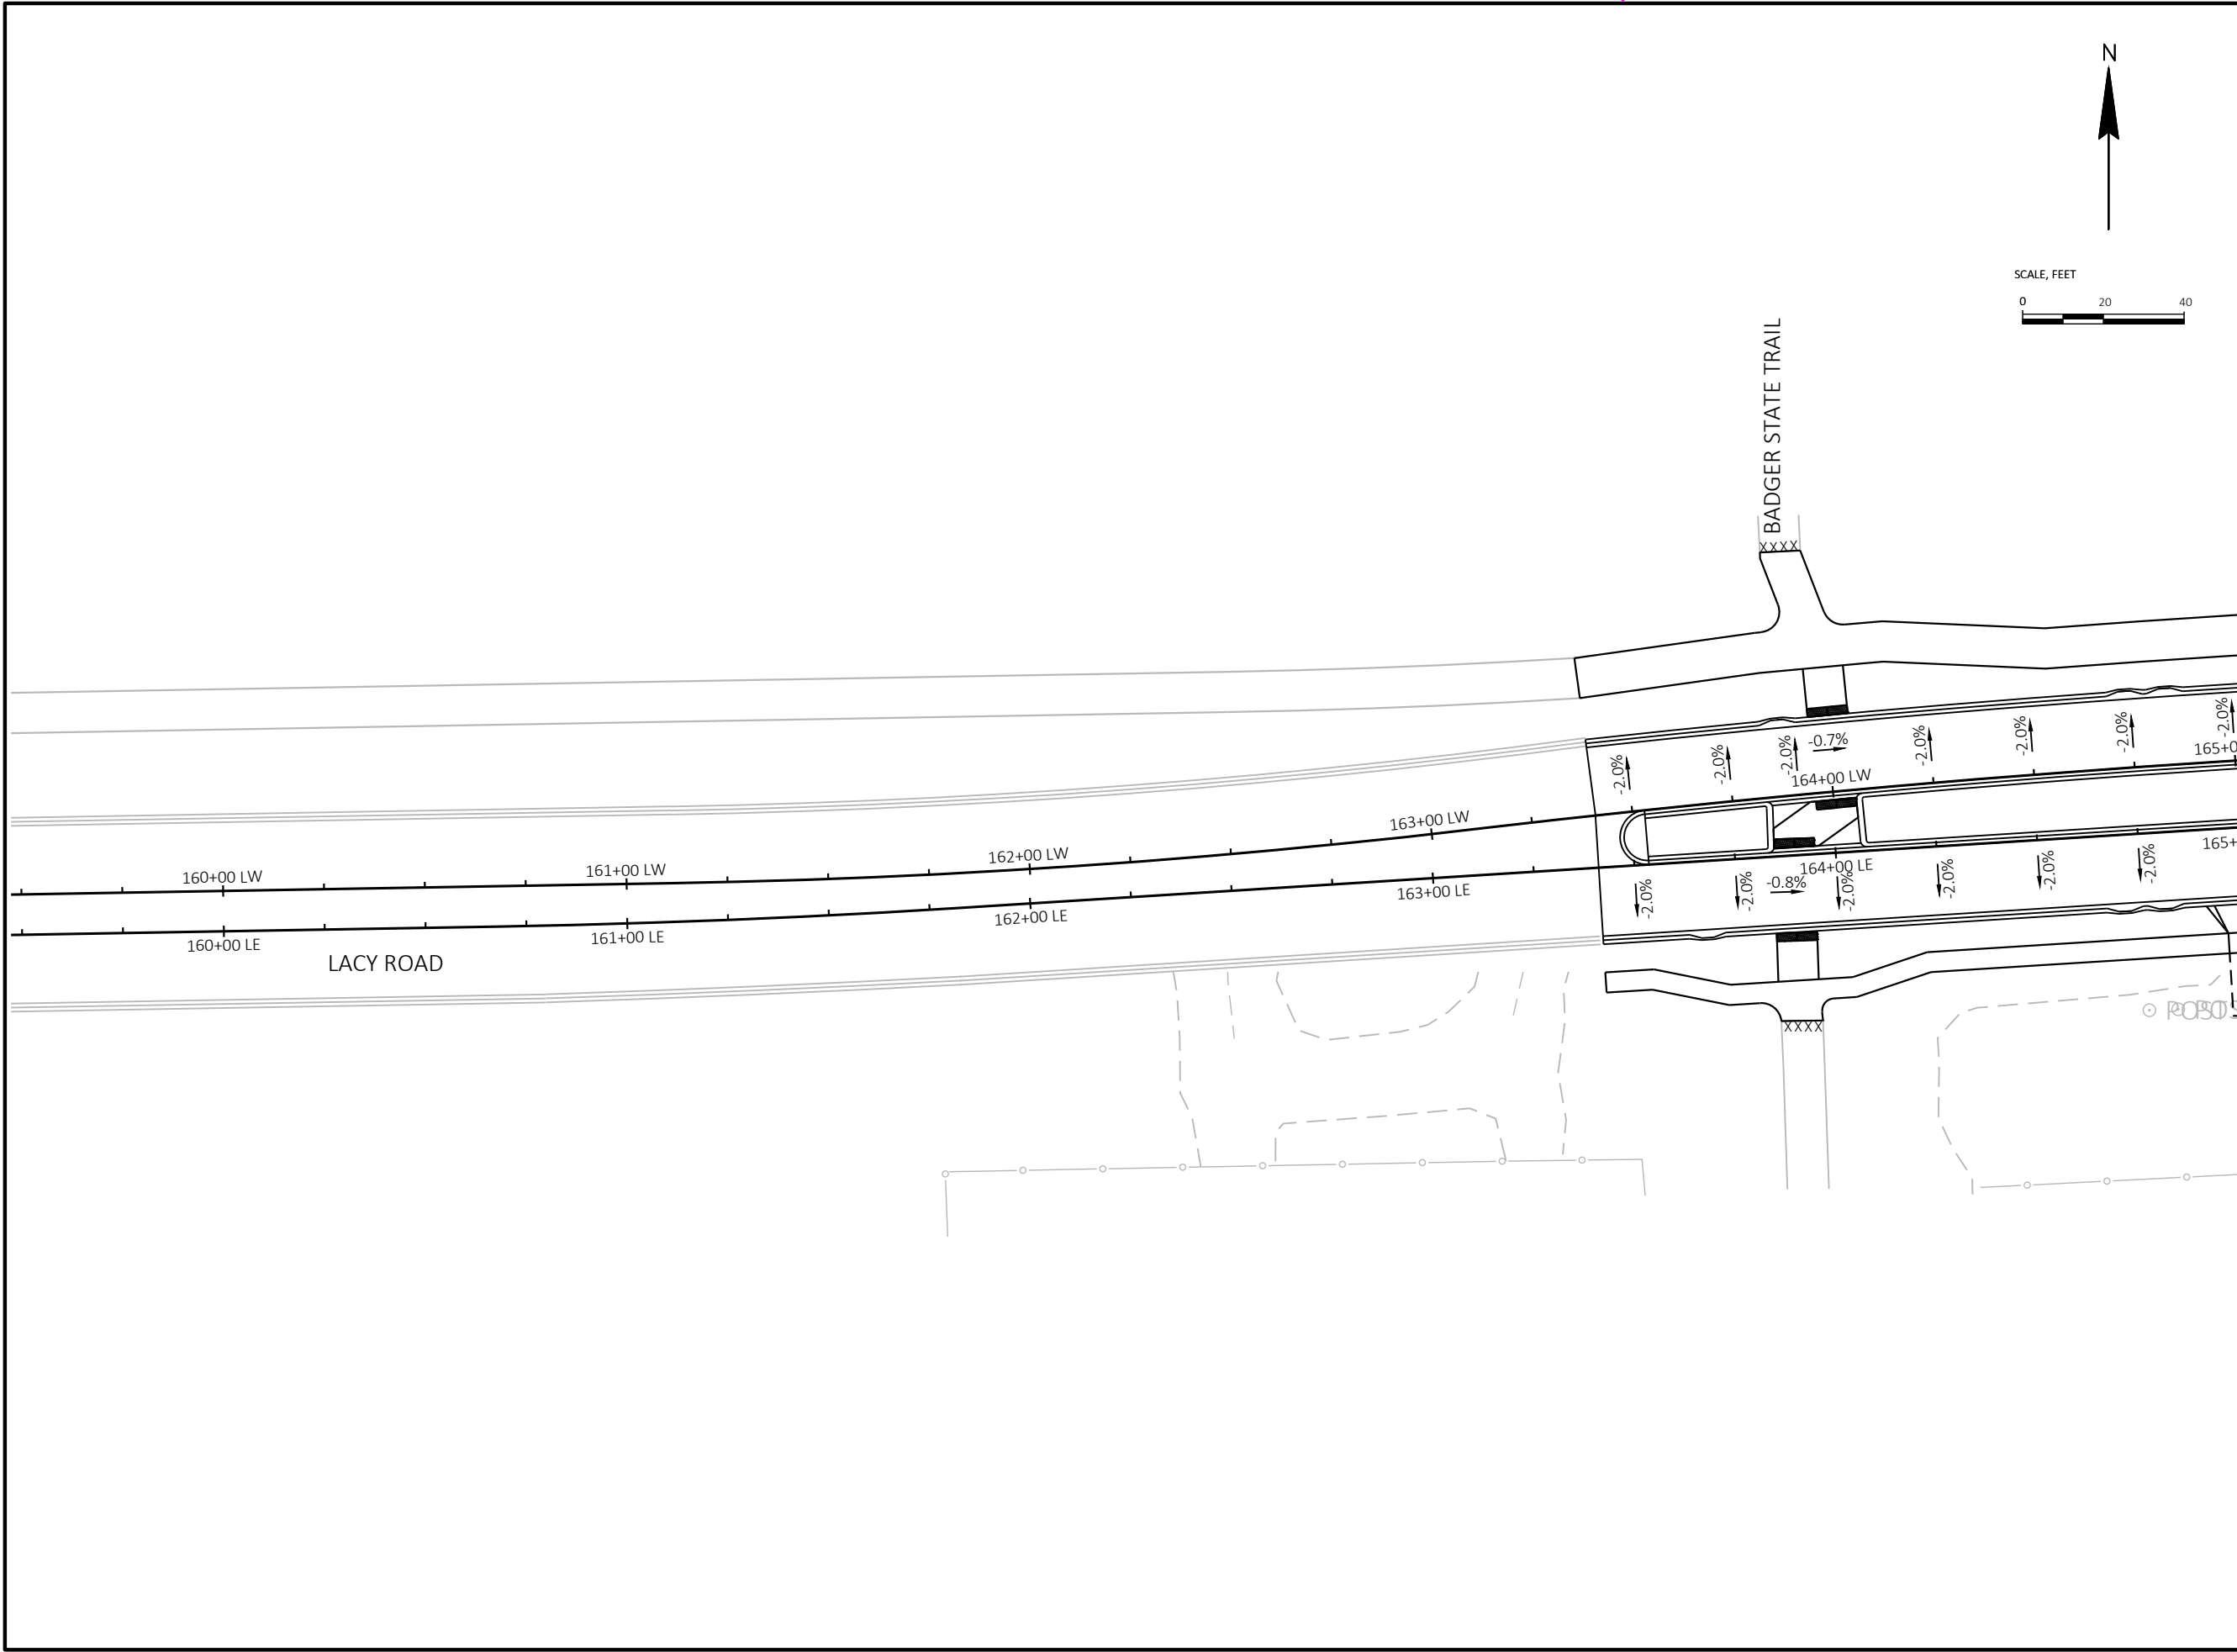 N
SCALE, FEET
0 20 40
BADGER STATE TRAIL
XXXX
-2.0% -2.0% -2.0% -0.7% -2.0% -2.0% -2.0% -2.0%
160+00 LW
161+00 LW
162+00 LW
163+00 LW
164+00 LW
165+0
160+00 LE
161+00 LE
162+00 LE
163+00 LE
164+00 LE
165+
-2.0% -2.0% -0.8% -2.0% -2.0% -2.0% -2.0%
LACY ROAD
XXXX